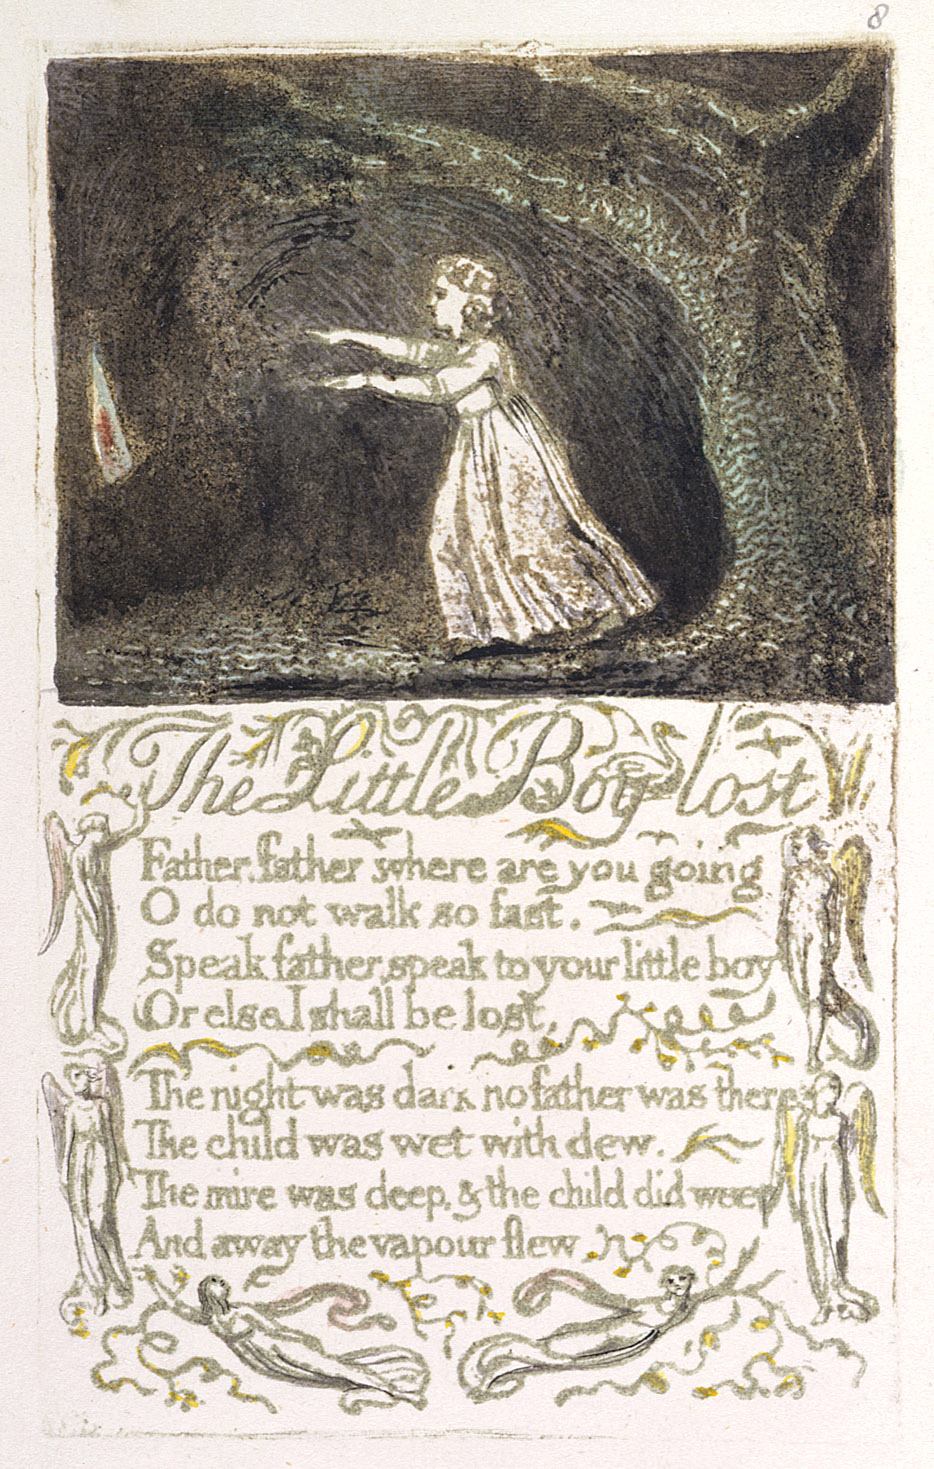 8
The Little Boy lost
Father, father where are you going
O do not walk so fast.
Speak father, speak to your little boy
Or else I shall be lost,
The night was dark no father was there
The child was wet with dew.
The mire was deep, & the child did weep
And away the vapour flew